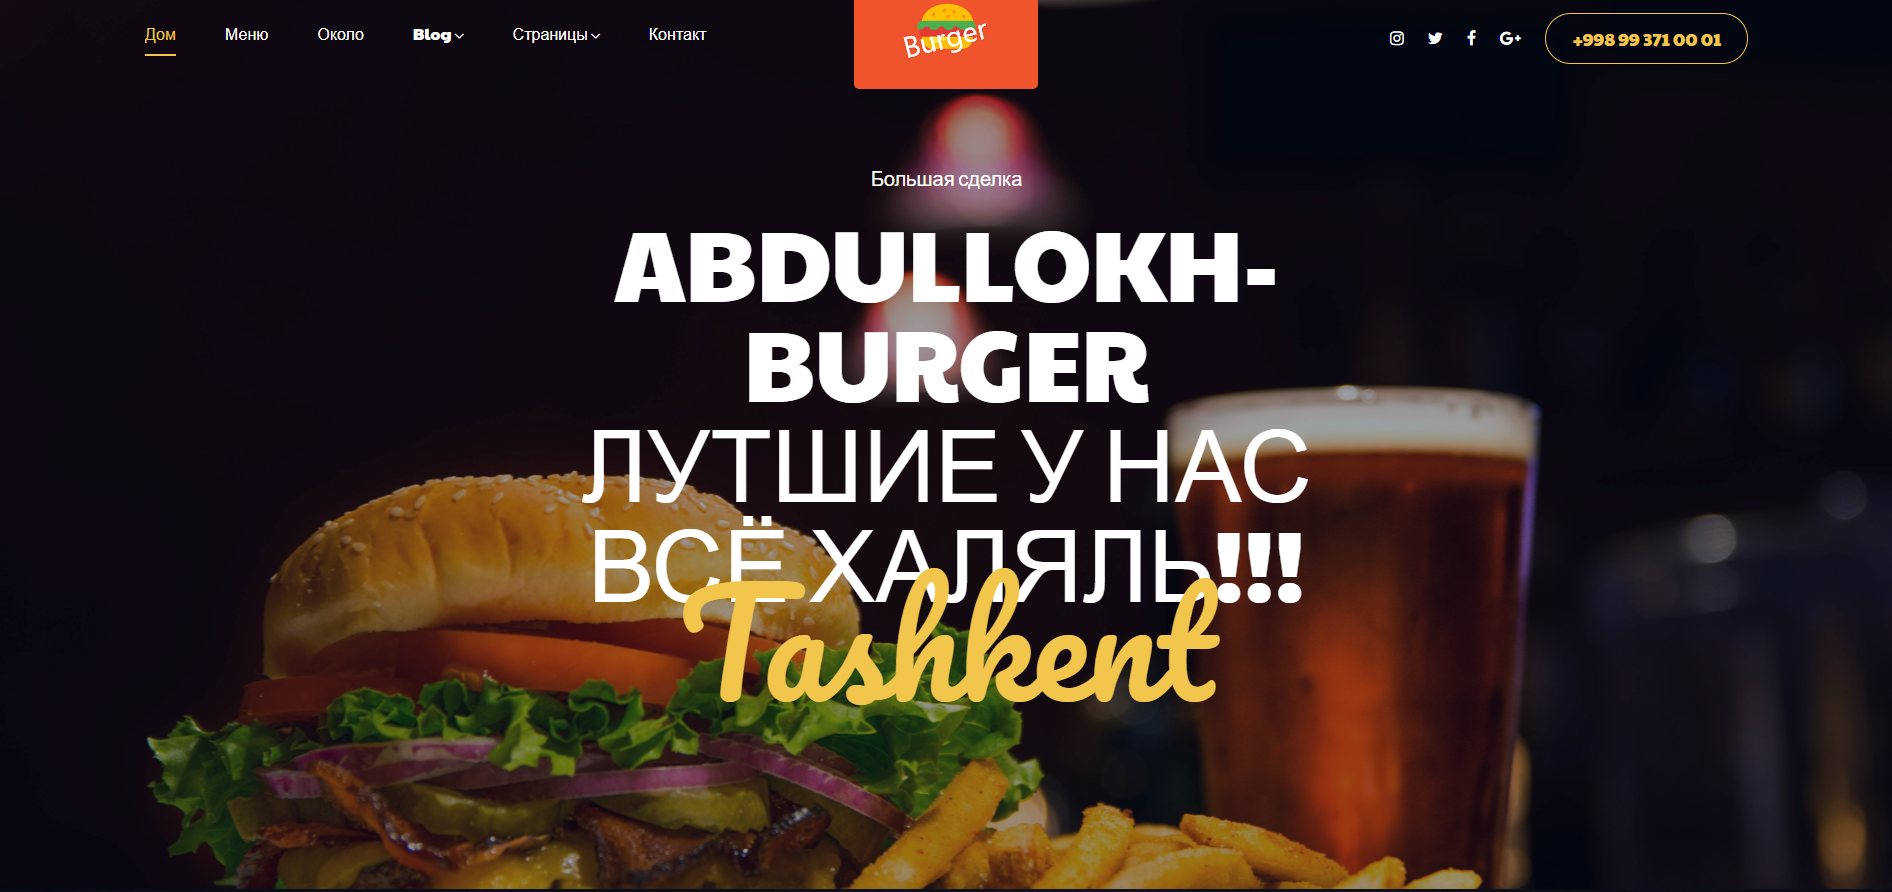 Дом Меню Около Blog Страницы Контакт
Burger
+998 99 371 00 01
Большая сделка
ABDULLOKH-
BURGER
ЛУТШИЕ У НАС
ВСЁ ХАЛЯЛЬ!!!
Tashkent